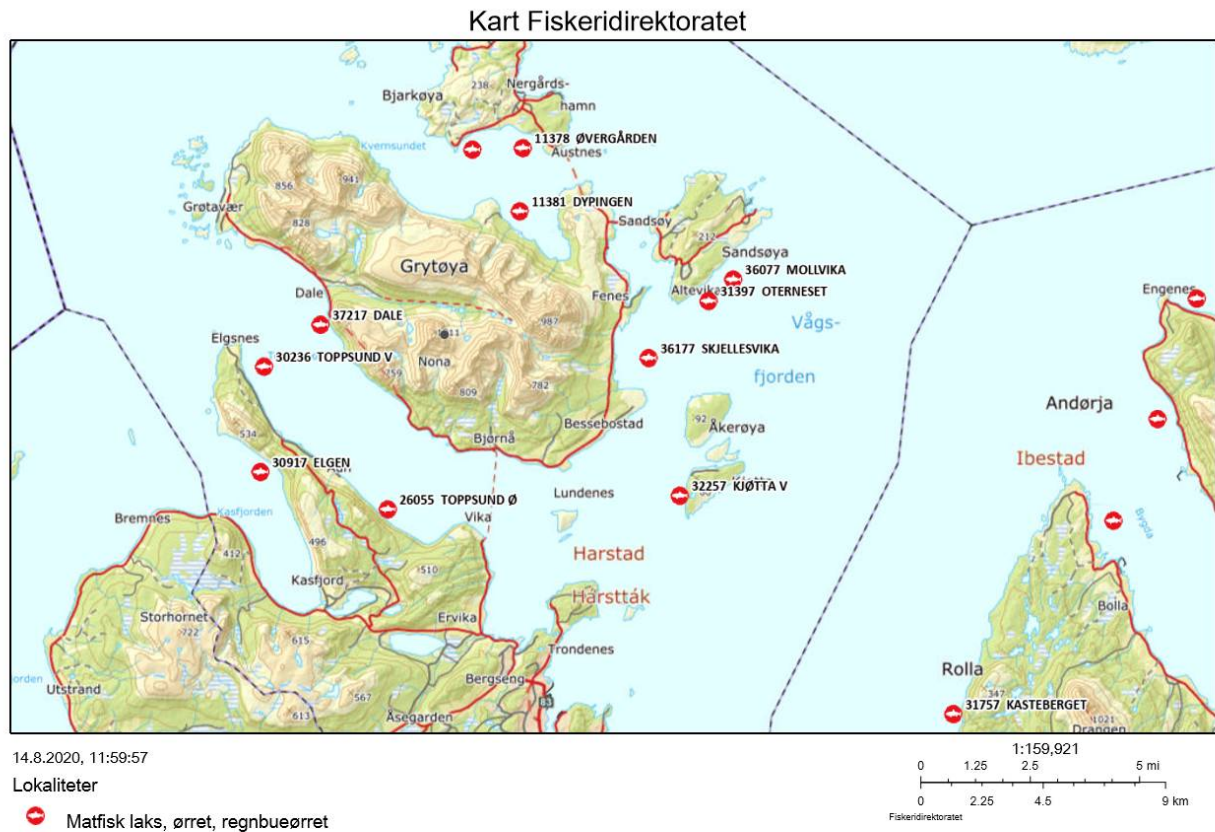 Kart Fiskeridirektoratet
238
Nergårds-
hamn
Bjarkøya
11378 ØVERGÅRDEN
Kvernsundet
Austnes
856
941
Grøtavær
11381 DYPINGEN
828
Sandsøy
212
Sandsøya
Grytøya
36077 MOLLVIKA
Altevika
31397 OTERNESET
Engenes
Dale
Fenes
37217 DALE
987
Vågs-
Elgsnes
Nona
30236 TOPPSUND V
36177 SKJELLESVIKA
759
782
fjorden
809
Andørja
92
Bessebostad
Åkerøya
534
Bjørnå
Ibestad
30917 ELGEN
32257 KJØTTA V
Lundenes
26055 TOPPSUND Ø
Bremnes
Kasfjorden
Vika
Bygda
496
412
Harstad
510
Kasfjord
Hárstták
Bolla
Storhornet
722
615
Ervika
Trondenes
Rolla
Utstrand
567
Bergseng
347
613
Åsegarden
83
31757 KASTEBERGET
1021
Drangen
14.8.2020, 11:59:57
1:159,921
Lokaliteter
0 1.25 2.5 5 mi
0 2.25 4.5 9 km
Matfisk laks, ørret, regnbueørret
Fiskeridirektoratet